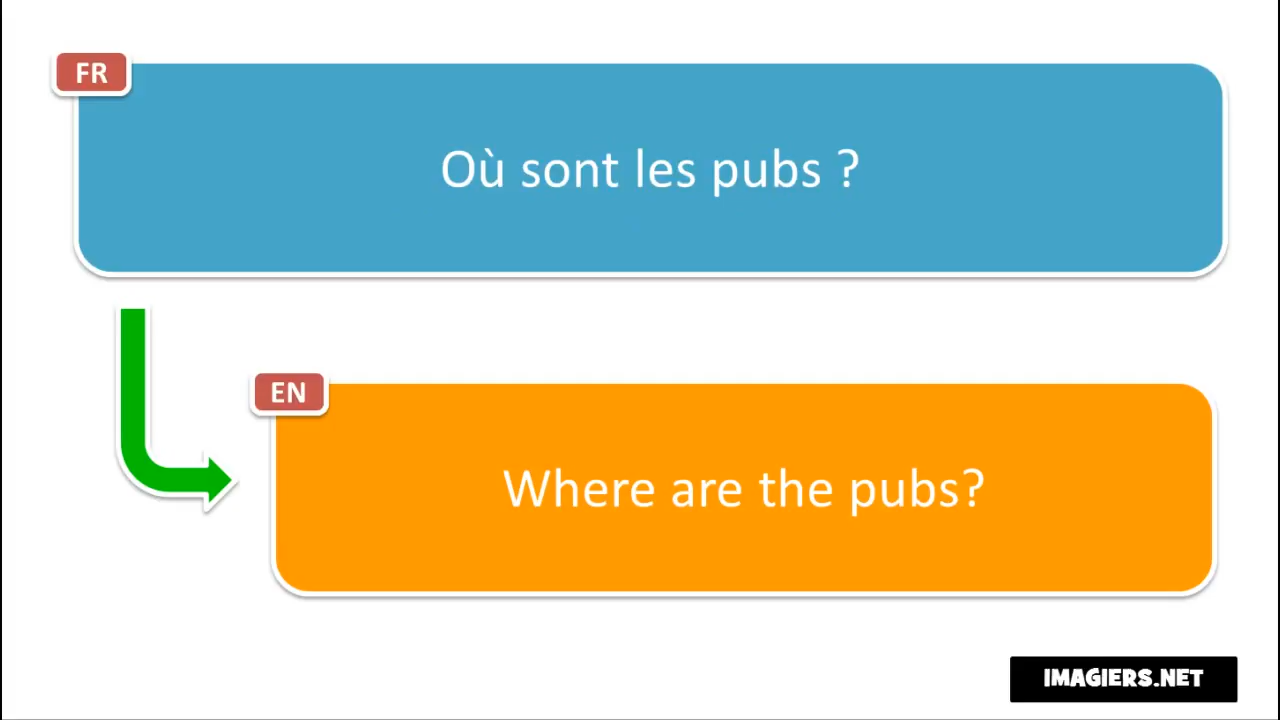 FR
Où sont les pubs ?
EN
Where are the pubs?
IMAGIERS.NET